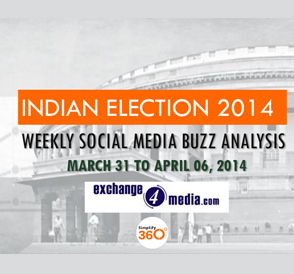 INDIAN ELECTION 2014
WEEKLY SOCIAL MEDIA BUZZ ANALYSIS
MARCH 31 TO APRIL 06, 2014
exchange4media.com
Simplify
360°